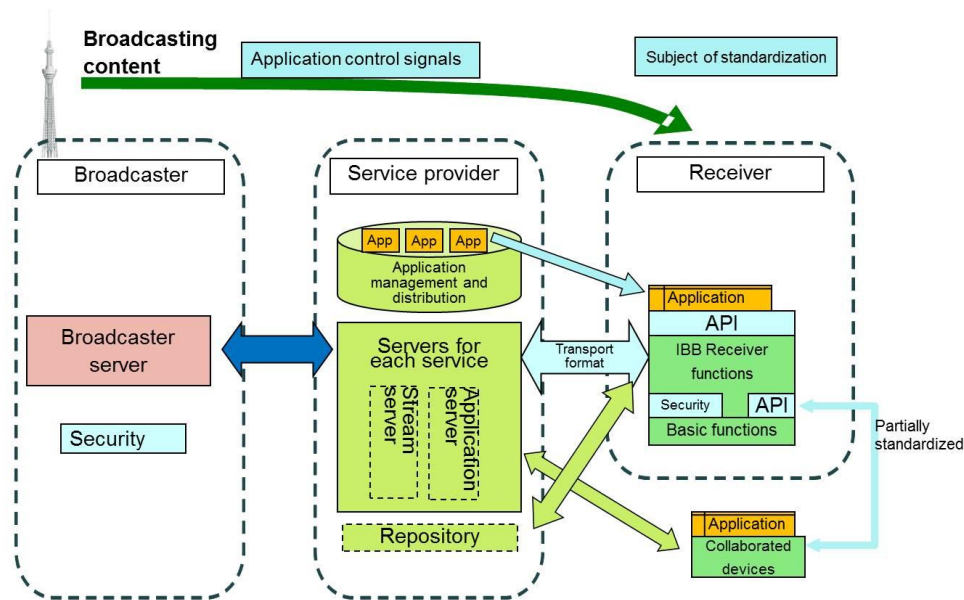 Broadcasting
content
Application control signals
Subject of standardization
Broadcaster
Service provider
Receiver
App
App
App
Application
management and
distribution
Application
API
IBB Receiver
functions
Security
API
Basic functions
Broadcaster
server
Servers for
each service
Stream
server
Application
server
Transport
format
Security
Partially
standardized
Repository
Application
Collaborated
devices